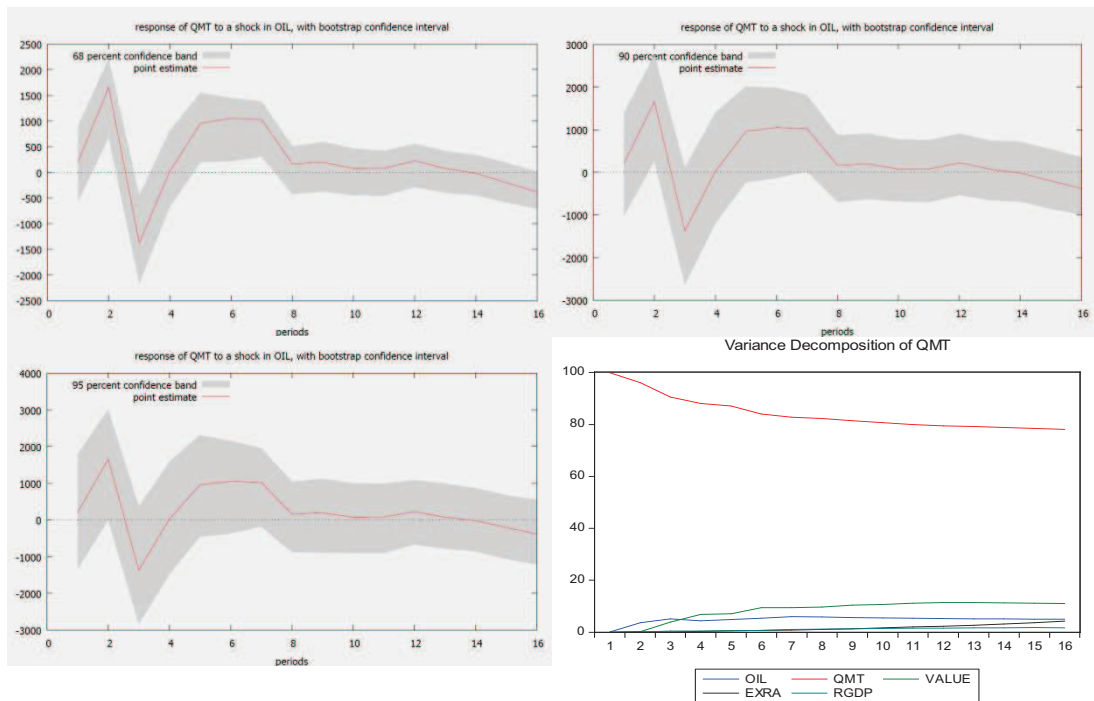 response of QMT to a shock in OIL, with bootstrap confidence interval
2500
2000
1500
1000
500
0
-500
-1000
-1500
-2000
-2500
68 percent confidence band
point estimate
0 2 4 6 8 10 12 14 16
periods
response of QMT to a shock in OIL, with bootstrap confidence interval
3000
2000
1000
0
-1000
-2000
-3000
90 percent confidence band
point estimate
0 2 4 6 8 10 12 14 16
periods
response of QMT to a shock in OIL, with bootstrap confidence interval
4000
3000
2000
1000
0
-1000
-2000
-3000
95 percent confidence band
point estimate
0 2 4 6 8 10 12 14 16
periods
Variance Decomposition of QMT
100
80
60
40
20
0
1 2 3 4 5 6 7 8 9 10 11 12 13 14 15 16
OIL QMT VALUE
EXRA RGDP